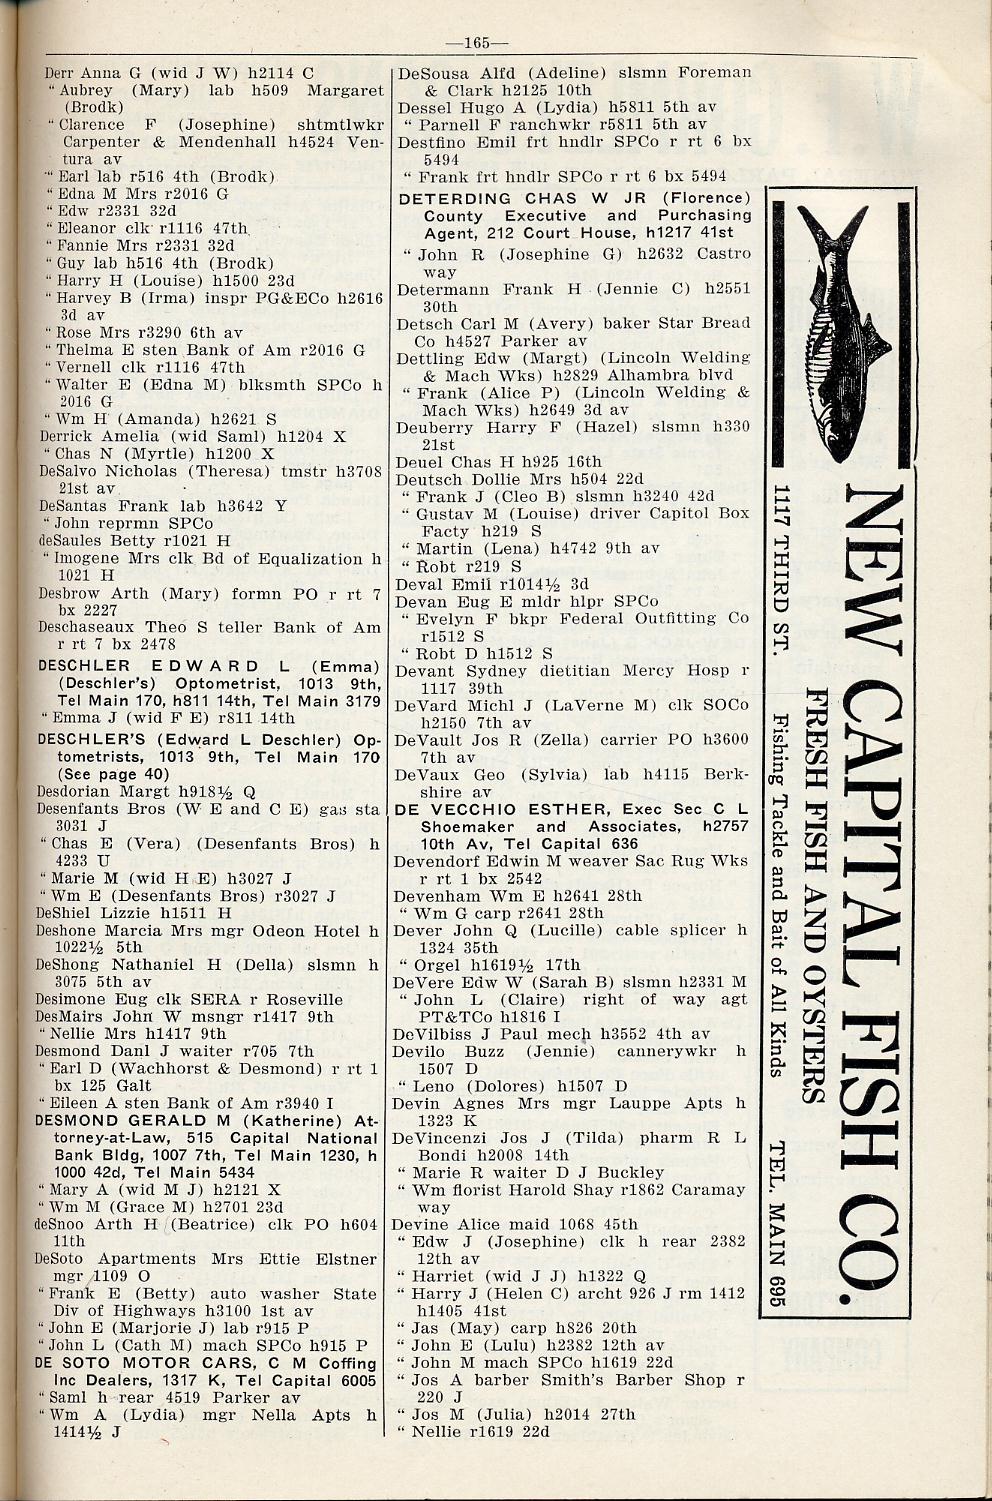 —165—
Derr Anna G (wid J W) h2114 C
" Aubrey (Mary) lab h509 Margaret
(Brodk)
" Clarence F (Josephine) shtmtlwkr
Carpenter & Mendenhall h4524 Ven-
tura av
" Earl lab r516 4th (Brodk)
" Edna M Mrs r2016 G
" Edw r2331 32d
" Eleanor clk r1116 47th
" Fannie Mrs r2331 32d
" Guy lab h516 4th (Brodk)
" Harry H (Louise) h1500 23d
" Harvey B (Irma) inspr PG&ECo h2616
3d av
" Rose Mrs r3290 6th av
" Thelma E sten Bank of Am r2016 G
" Vernell clk r1116 47th
" Walter E (Edna M) blksmth SPCo h
2016 G
" Wm H (Amanda) h2621 S
Derrick Amelia (wid Saml) h1204 X
" Chas N (Myrtle) h1200 X
DeSalvo Nicholas (Theresa) tmstr h3708
21st av
DeSantas Frank lab h3642 Y
" John reprmn SPCo
deSaules Betty r1021 H
" Imogene Mrs clk Bd of Equalization h
1021 H
Desbrow Arth (Mary) formn PO r rt 7
bx 2227
Deschaseaux Theo S teller Bank of Am
r rt 7 bx 2478
DESCHLER EDWARD L (Emma)
(Deschler's) Optometrist, 1013 9th,
Tel Main 170, h811 14th, Tel Main 3179
" Emma J (wid F E) r811 14th
DESCHLER'S (Edward L Deschler) Op-
tometrists, 1013 9th, Tel Main 170
(See page 40)
Desdorian Margt h918½ Q
Desenfants Bros (W E and C E) gas sta
3031 J
" Chas E (Vera) (Desenfants Bros) h
4233 U
" Marie M (wid H E) h3027 J
" Wm E (Desenfants Bros) r3027 J
DeShiel Lizzie h1511 H
Deshone Marcia Mrs mgr Odeon Hotel h
1022½ 5th
DeShong Nathaniel H (Della) slsmn h
3075 5th av
Desimone Eug clk SERA r Roseville
DesMairs John W msngr r1417 9th
" Nellie Mrs h1417 9th
Desmond Danl J waiter r705 7th
" Earl D (Wachhorst & Desmond) r rt 1
bx 125 Galt
" Eileen A sten Bank of Am r3940 I
DESMOND GERALD M (Katherine) At-
torney-at-Law, 515 Capital National
Bank Bldg, 1007 7th, Tel Main 1230, h
1000 42d, Tel Main 5434
" Mary A (wid M J) h2121 X
" Wm M (Grace M) h2701 23d
deSnoo Arth H (Beatrice) clk PO h604
11th
DeSoto Apartments Mrs Ettie Elstner
mgr 1109 O
" Frank E (Betty) auto washer State
Div of Highways h3100 1st av
" John E (Marjorie J) lab r915 P
" John L (Cath M) mach SPCo h915 P
DE SOTO MOTOR CARS, C M Coffing
Inc Dealers, 1317 K, Tel Capital 6005
" Saml h rear 4519 Parker av
" Wm A (Lydia) mgr Nella Apts h
1414½ J
DeSousa Alfd (Adeline) slsmn Foreman
& Clark h2125 10th
Dessel Hugo A (Lydia) h5811 5th av
" Parnell F ranchwkr r5811 5th av
Destfino Emil frt hndlr SPCo r rt 6 bx
5494
" Frank frt hndlr SPCo r rt 6 bx 5494
DETERDING CHAS W JR (Florence)
County Executive and Purchasing
Agent, 212 Court House, h1217 41st
" John R (Josephine G) h2632 Castro
way
Determann Frank H (Jennie C) h2551
30th
Detsch Carl M (Avery) baker Star Bread
Co h4527 Parker av
Dettling Edw (Margt) (Lincoln Welding
& Mach Wks) h2829 Alhambra blvd
" Frank (Alice P) (Lincoln Welding &
Mach Wks) h2649 3d av
Deuberry Harry F (Hazel) slsmn h330
21st
Deuel Chas H h925 16th
Deutsch Dollie Mrs h504 22d
" Frank J (Cleo B) slsmn h3240 42d
" Gustav M (Louise) driver Capitol Box
Facty h219 S
" Martin (Lena) h4742 9th av
" Robt r219 S
Deval Emil r1014½ 3d
Devan Eug E mldr hlpr SPCo
" Evelyn F bkpr Federal Outfitting Co
r1512 S
" Robt D h1512 S
Devant Sydney dietitian Mercy Hosp r
1117 39th
DeVard Michl J (LaVerne M) clk SOCo
h2150 7th av
DeVault Jos R (Zella) carrier PO h3600
7th av
DeVaux Geo (Sylvia) lab h4115 Berk-
shire av
DE VECCHIO ESTHER, Exec Sec C L
Shoemaker and Associates, h2757
10th Av, Tel Capital 636
Devendorf Edwin M weaver Sac Rug Wks
r rt 1 bx 2542
Devenham Wm E h2641 28th
" Wm G carp r2641 28th
Dever John Q (Lucille) cable splicer h
1324 35th
" Orgel h1619½ 17th
DeVere Edw W (Sarah B) slsmn h2331 M
" John L (Claire) right of way agt
PT&TCo h1816 I
DeVilbiss J Paul mech h3552 4th av
Devilo Buzz (Jennie) cannerywkr h
1507 D
" Leno (Dolores) h1507 D
Devin Agnes Mrs mgr Lauppe Apts h
1323 K
DeVincenzi Jos J (Tilda) pharm R L
Bondi h2008 14th
" Marie R waiter D J Buckley
" Wm florist Harold Shay r1862 Caramay
way
Devine Alice maid 1068 45th
" Edw J (Josephine) clk h rear 2382
12th av
" Harriet (wid J J) h1322 Q
" Harry J (Helen C) archt 926 J rm 1412
h1405 41st
" Jas (May) carp h826 20th
" John E (Lulu) h2382 12th av
" John M mach SPCo h1619 22d
" Jos A barber Smith's Barber Shop r
220 J
" Jos M (Julia) h2014 27th
" Nellie r1619 22d
NEW CAPITAL FISH CO.
FRESH FISH AND OYSTERS
1117 THIRD ST. Fishing Tackle and Bait of All Kinds TEL. MAIN 695